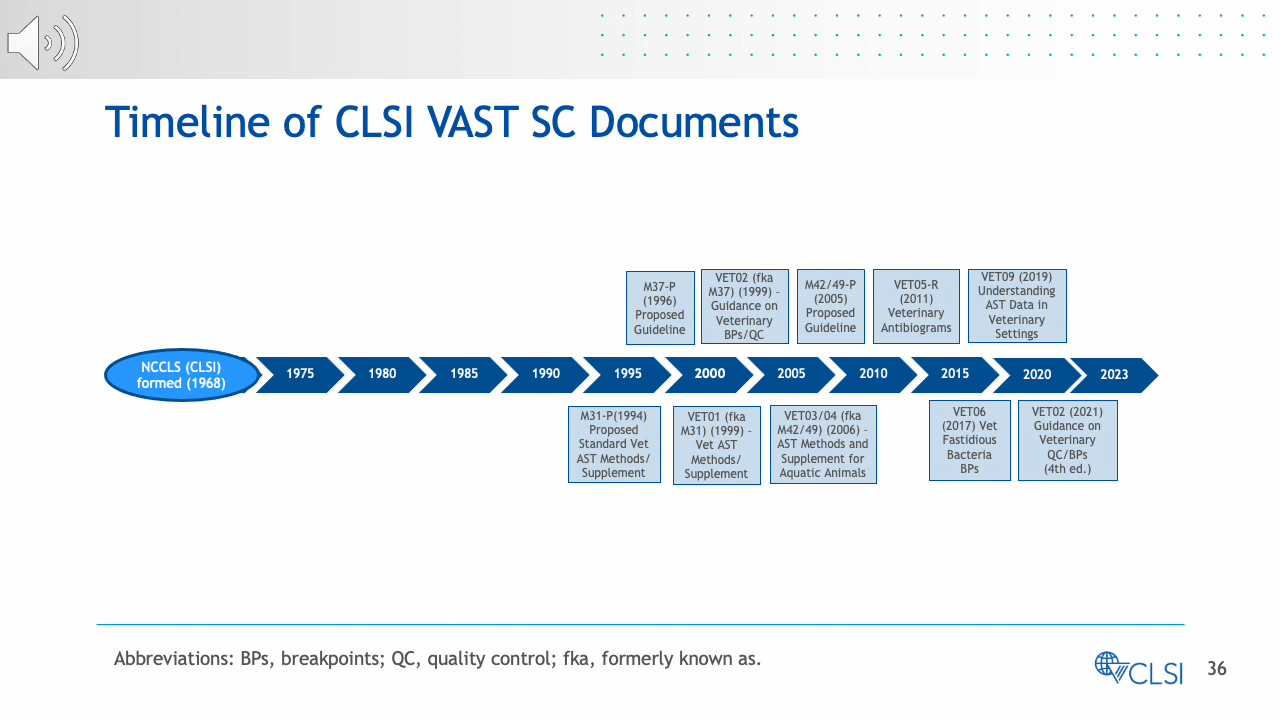 Timeline of CLSI VAST SC Documents
M37-P
(1996)
Proposed
Guideline
VET02 (fka
M37) (1999) –
Guidance on
Veterinary
BPs/QC
M42/49-P
(2005)
Proposed
Guideline
VET05-R
(2011)
Veterinary
Antibiograms
VET09 (2019)
Understanding
AST Data in
Veterinary
Settings
NCCLS (CLSI)
formed (1968)
1975
1980
1985
1990
1995
2000
2005
2010
2015
2020
2023
M31-P(1994)
Proposed
Standard Vet
AST Methods/
Supplement
VET01 (fka
M31) (1999) –
Vet AST
Methods/
Supplement
VET03/04 (fka
M42/49) (2006) –
AST Methods and
Supplement for
Aquatic Animals
VET06
(2017) Vet
Fastidious
Bacteria
BPs
VET02 (2021)
Guidance on
Veterinary
QC/BPs
(4th ed.)
Abbreviations: BPs, breakpoints; QC, quality control; fka, formerly known as.
CLSI
36